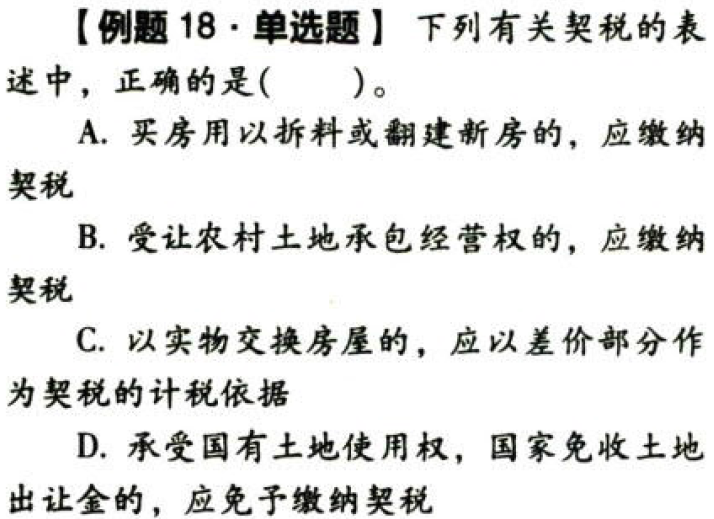 【例题 18·单选题】 下列有关契税的表
述中，正确的是(　　)。
A. 买房用以拆料或翻建新房的，应缴纳
契税
B. 受让农村土地承包经营权的，应缴纳
契税
C. 以实物交换房屋的，应以差价部分作
为契税的计税依据
D. 承受国有土地使用权，国家免收土地
出让金的，应免予缴纳契税